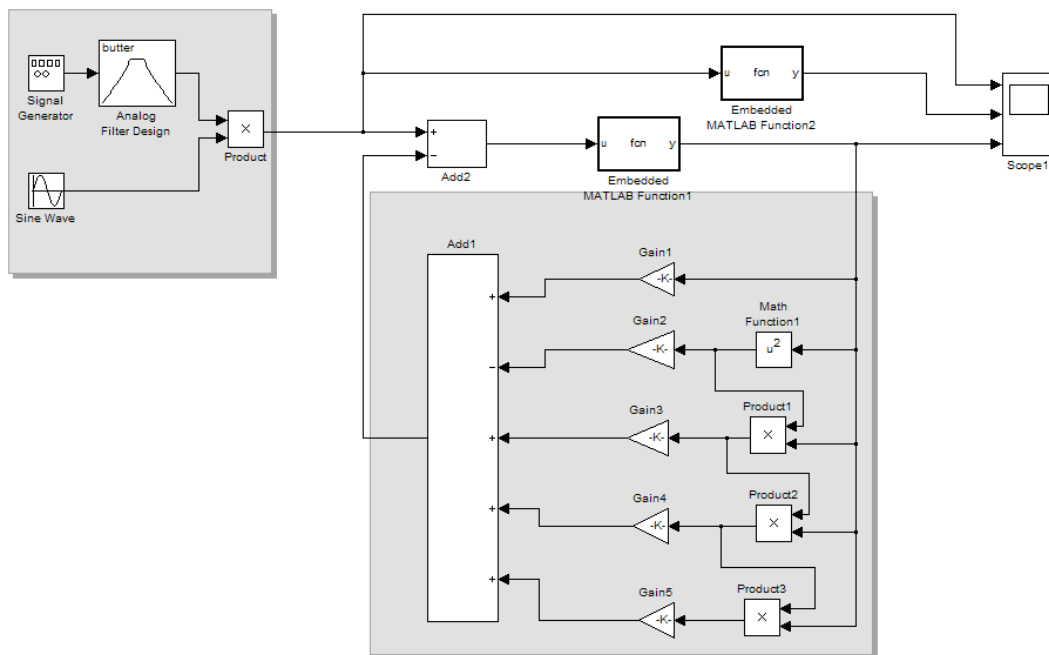 butter
Signal
Generator
Analog
Filter Design
×
Product
Sine Wave
u fcn y
Embedded
MATLAB Function2
Scope1
+
−
Add2
u fcn y
Embedded
MATLAB Function1
Add1
+
−
+
+
+
Gain1
-K-
Gain2
-K-
Math
Function1
u²
Gain3
-K-
Product1
×
Gain4
-K-
Product2
×
Gain5
-K-
Product3
×